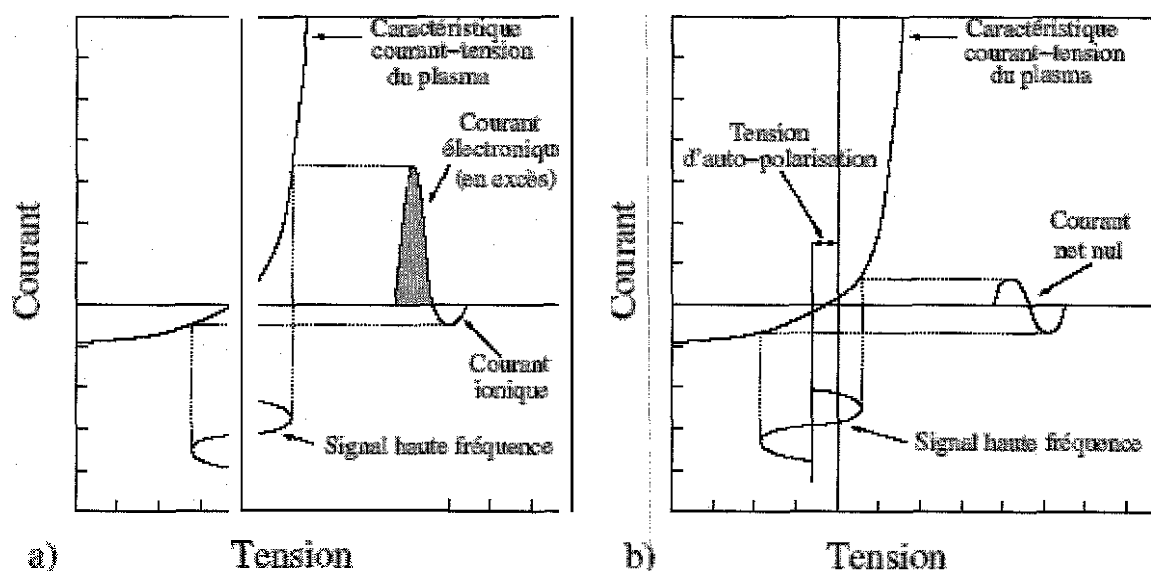 Caractéristique
courant-tension
du plasma
Courant
électroniqu
(en excès)
Courant
Courant
ionique
Signal haute fréquence
a)
Tension
Caractéristique
courant-tension
du plasma
Tension
d'auto-polarisation
Courant
net nul
Courant
Signal haute fréquence
b)
Tension